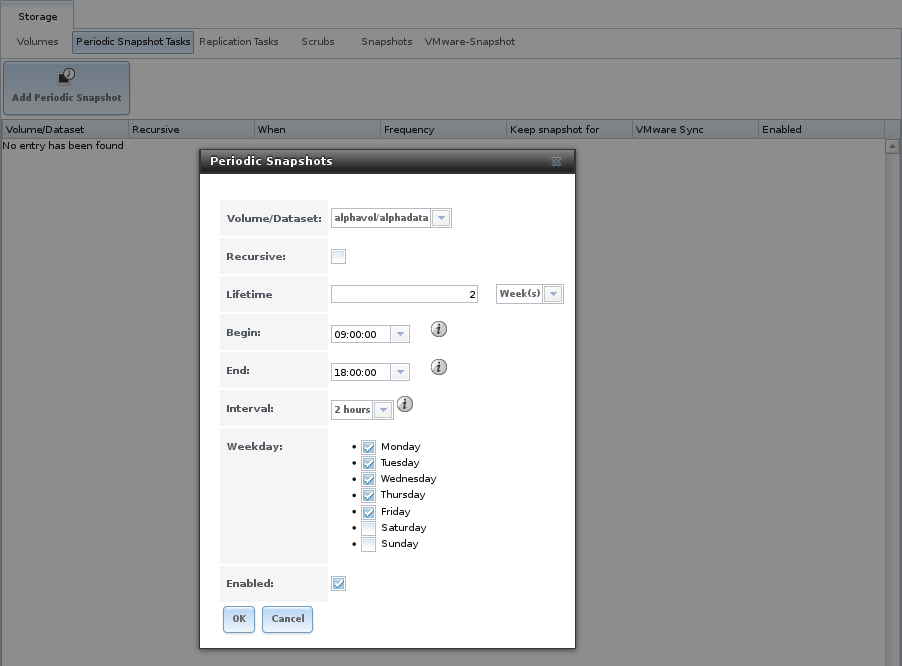 Storage
Volumes Periodic Snapshot Tasks Replication Tasks Scrubs Snapshots VMware-Snapshot
Add Periodic Snapshot
Volume/Dataset Recursive When Frequency Keep snapshot for VMware Sync Enabled
No entry has been found
Periodic Snapshots
Volume/Dataset: alphavol/alphadata
Recursive:
Lifetime 2 Week(s)
Begin: 09:00:00
End: 18:00:00
Interval: 2 hours
Weekday:
Monday
Tuesday
Wednesday
Thursday
Friday
Saturday
Sunday
Enabled:
OK Cancel